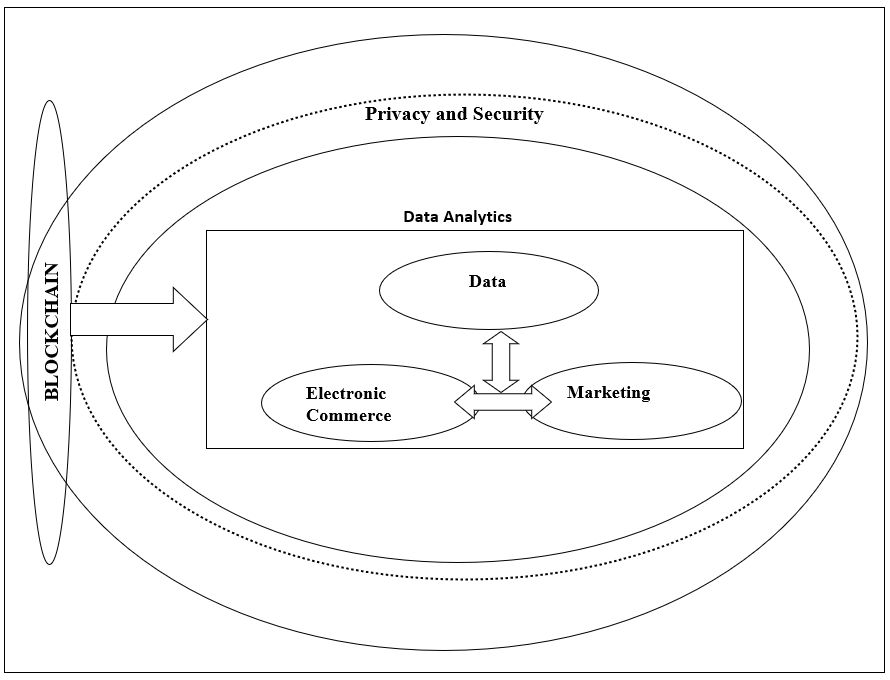 Privacy and Security
Data Analytics
Data
BLOCKCHAIN
Electronic
Commerce
Marketing